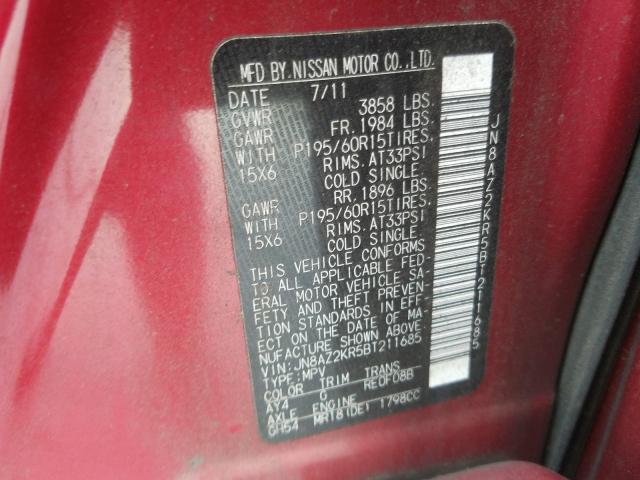 MFD BY NISSAN MOTOR CO.,LTD.
DATE 7/11
GVWR 3858 LBS.
GAWR FR. 1984 LBS.
WITH P195/60R15TIRES,
15X6 RIMS. AT33PSI
COLD SINGLE.
GAWR RR. 1896 LBS.
WITH P195/60R15TIRES,
15X6 RIMS. AT33PSI
COLD SINGLE.
THIS VEHICLE CONFORMS
TO ALL APPLICABLE FED-
ERAL MOTOR VEHICLE SA-
FETY AND THEFT PREVEN-
TION STANDARDS IN EFF-
ECT ON THE DATE OF MA-
NUFACTURE SHOWN ABOVE.
VIN:JN8AZ2KR5BT211685
TYPE:MPV
COLOR TRIM TRANS
AY4 G RE0F08B
AXLE ENGINE
GH54 MR18(DE) 1798CC
JN8AZ2KR5BT211685